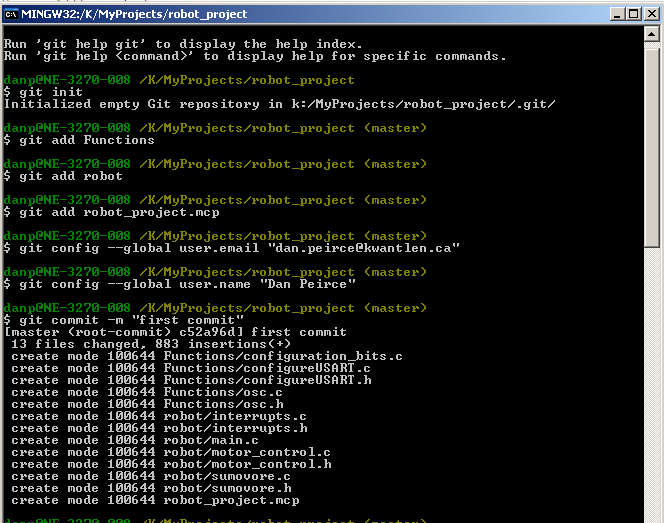 MINGW32:/K/MyProjects/robot_project
Run 'git help git' to display the help index.
Run 'git help <command>' to display help for specific commands.
danp@NE-3270-008 /K/MyProjects/robot_project
$ git init
Initialized empty Git repository in k:/MyProjects/robot_project/.git/
danp@NE-3270-008 /K/MyProjects/robot_project (master)
$ git add Functions
danp@NE-3270-008 /K/MyProjects/robot_project (master)
$ git add robot
danp@NE-3270-008 /K/MyProjects/robot_project (master)
$ git add robot_project.mcp
danp@NE-3270-008 /K/MyProjects/robot_project (master)
$ git config --global user.email "dan.peirce@kwantlen.ca"
danp@NE-3270-008 /K/MyProjects/robot_project (master)
$ git config --global user.name "Dan Peirce"
danp@NE-3270-008 /K/MyProjects/robot_project (master)
$ git commit -m "first commit"
[master (root-commit) c52a96d] first commit
13 files changed, 883 insertions(+)
create mode 100644 Functions/configuration_bits.c
create mode 100644 Functions/configureUSART.c
create mode 100644 Functions/configureUSART.h
create mode 100644 Functions/osc.c
create mode 100644 Functions/osc.h
create mode 100644 robot/interrupts.c
create mode 100644 robot/interrupts.h
create mode 100644 robot/main.c
create mode 100644 robot/motor_control.c
create mode 100644 robot/motor_control.h
create mode 100644 robot/sumovore.c
create mode 100644 robot/sumovore.h
create mode 100644 robot_project.mcp